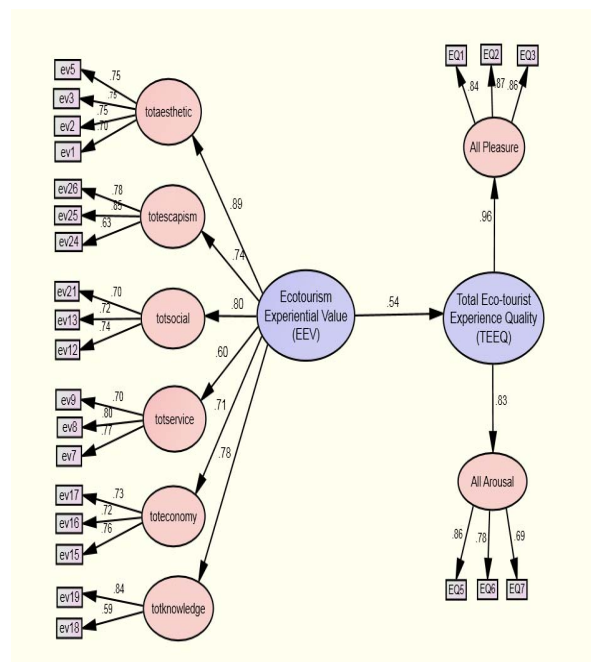 ev5
.75
ev3
.75
ev2
.75
ev1
.70
totaesthetic
ev26
.78
ev25
.85
ev24
.63
totescapism
ev21
.70
ev13
.72
ev12
.74
totsocial
ev9
.70
ev8
.80
ev7
.77
totservice
ev17
.73
ev16
.72
ev15
.76
toteconomy
ev19
.84
ev18
.59
totknowledge
.89
.74
.80
.60
.71
.78
Ecotourism
Experiential Value
(EEV)
.54
Total Eco-tourist
Experience Quality
(TEEQ)
EQ1
EQ2
EQ3
.84
.87
.86
All Pleasure
.96
.83
All Arousal
.86
.78
.69
EQ5
EQ6
EQ7